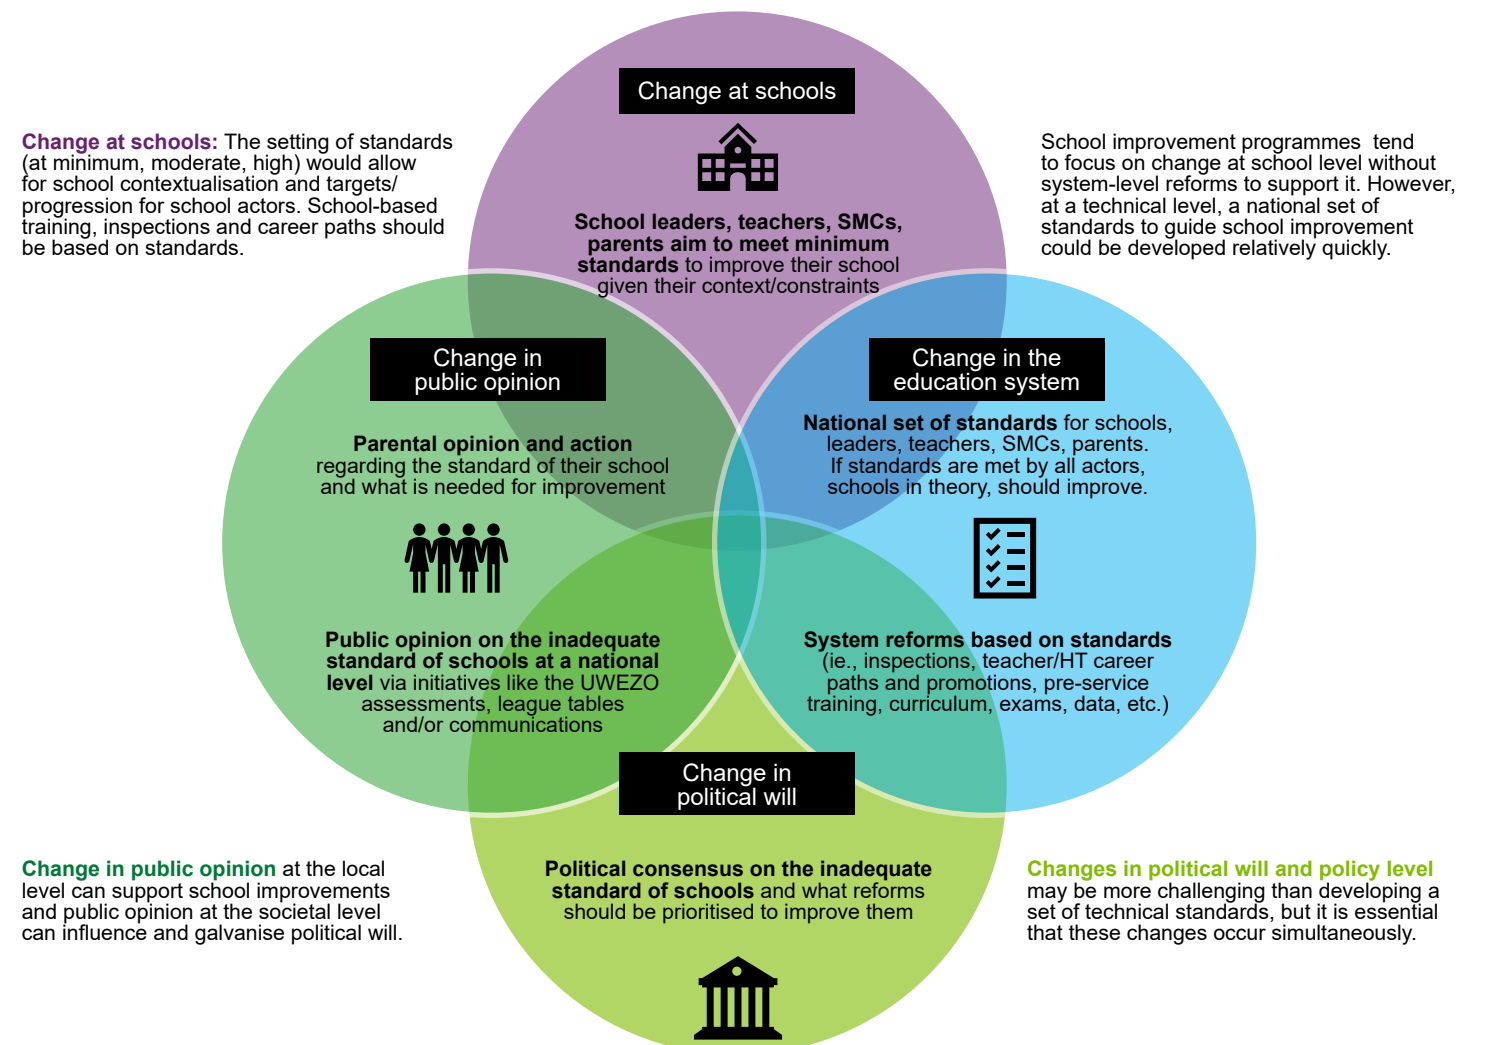 Change at schools
Change at schools: The setting of standards
(at minimum, moderate, high) would allow
for school contextualisation and targets/
progression for school actors. School-based
training, inspections and career paths should
be based on standards.
School improvement programmes  tend
to focus on change at school level without
system-level reforms to support it. However,
at a technical level, a national set of
standards to guide school improvement
could be developed relatively quickly.
School leaders, teachers, SMCs,
parents aim to meet minimum
standards to improve their school
given their context/constraints
Change in
public opinion
Parental opinion and action
regarding the standard of their school
and what is needed for improvement
Public opinion on the inadequate
standard of schools at a national
level via initiatives like the UWEZO
assessments, league tables
and/or communications
Change in the
education system
National set of standards for schools,
leaders, teachers, SMCs, parents.
If standards are met by all actors,
schools in theory, should improve.
System reforms based on standards
(ie., inspections, teacher/HT career
paths and promotions, pre-service
training, curriculum, exams, data, etc.)
Change in
political will
Political consensus on the inadequate
standard of schools and what reforms
should be prioritised to improve them
Change in public opinion at the local
level can support school improvements
and public opinion at the societal level
can influence and galvanise political will.
Changes in political will and policy level
may be more challenging than developing a
set of technical standards, but it is essential
that these changes occur simultaneously.